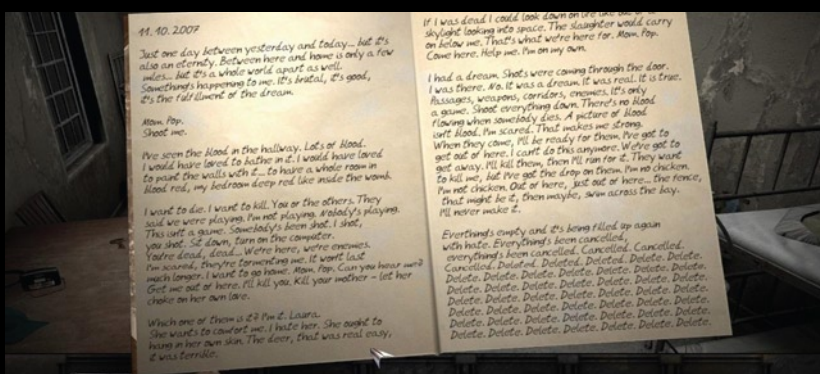 11.10.2007
Just one day between yesterday and today... but it's
also an eternity. Between here and home is only a few
miles... but it's a whole world apart as well.
Something's happening to me. It's brutal, it's good,
it's the fulfillment of the dream.
Mom. Pop.
Shoot me.
I've seen the blood in the hallway. Lots of blood.
I would have loved to bathe in it. I would have loved
to paint the walls with it... to have a whole room in
blood red, my bedroom deep red like inside the womb.
I want to die. I want to kill. You or the others. They
said we were playing. I'm not playing. Nobody's playing.
This isn't a game. Somebody's been shot. I shot,
you shot. Sit down, turn on the computer.
You're dead, dead... We're here, we're enemies.
I'm scared, they're tormenting me. It won't last
much longer. I want to go home. Mom. Pop. Can you hear me?
Get me out of here. I'll kill you. Kill your mother - let her
choke on her own love.
Which one of them is it? I'm it. Laura.
She wants to comfort me. I hate her. She ought to
hang in her own skin. The deer, that was real easy,
it was terrible.
If I was dead I could look down on life like out of a
skylight looking into space. The slaughter would carry
on below me. That's what we're here for. Mom. Pop.
Come here. Help me. I'm on my own.
I had a dream. Shots were coming through the door.
I was there. No. It was a dream. It was real. It is true.
Passages, weapons, corridors, enemies. It's only
a game. Shoot everything down. There's no blood
flowing when somebody dies. A picture of blood
isn't blood. I'm scared. That makes me strong.
When they come, I'll be ready for them. I've got to
get out of here. I can't do this anymore. We've got to
get away. I'll kill them, then I'll run for it. They want
to kill me, but I've got the drop on them. I'm no chicken.
I'm not chicken. Out of here, just out of here... the fence,
that might be it, then maybe, swim across the bay.
I'll never make it.
Everthing's empty and it's being filled up again
with hate. Everything's been cancelled,
everything's been cancelled. Cancelled. Cancelled.
Cancelled. Deleted. Deleted. Deleted. Delete. Delete.
Delete. Delete. Delete. Delete. Delete. Delete. Delete.
Delete. Delete. Delete. Delete. Delete. Delete. Delete.
Delete. Delete. Delete. Delete. Delete. Delete. Delete.
Delete. Delete. Delete. Delete. Delete. Delete. Delete.
Delete. Delete. Delete. Delete. Delete. Delete. Delete.